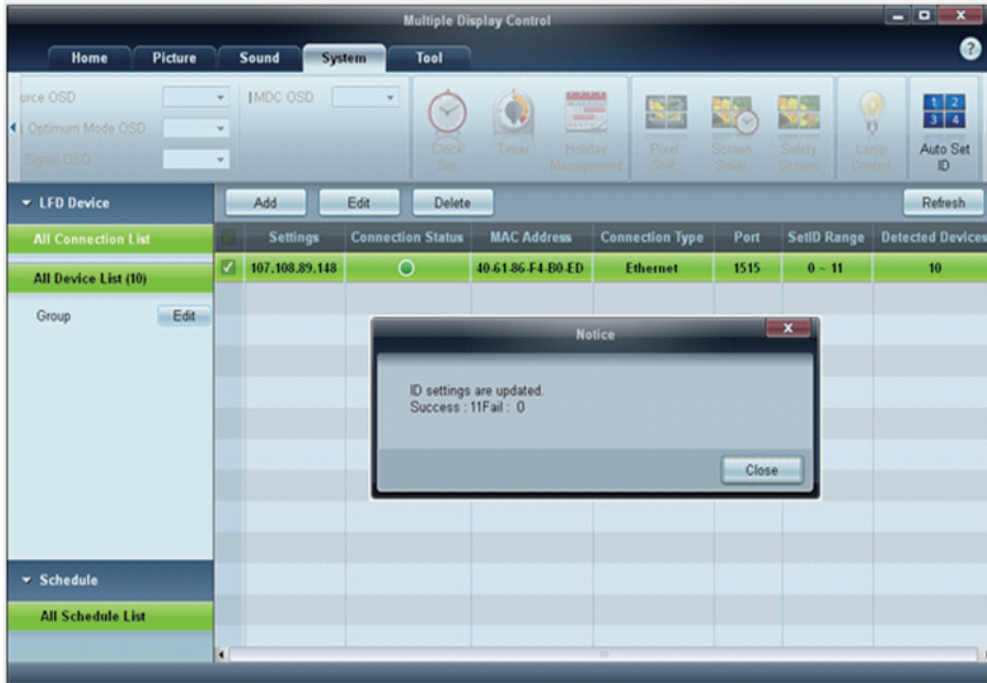 Multiple Display Control
Home Picture Sound System Tool
urce OSD
MDC OSD
Optimum Mode OSD
Signal OSD
Clock Set
Timer
Holiday Management
Pixel Shift
Screen Saver
Safety Screen
Lamp Control
1 2
3 4
Auto Set ID
LFD Device
Add Edit Delete Refresh
All Connection List
Settings Connection Status MAC Address Connection Type Port SetID Range Detected Devices
107.108.89.148 40-61-86-F4-B0-ED Ethernet 1515 0 ~ 11 10
All Device List (10)
Group Edit
Notice
ID settings are updated.
Success : 11Fail : 0
Close
Schedule
All Schedule List